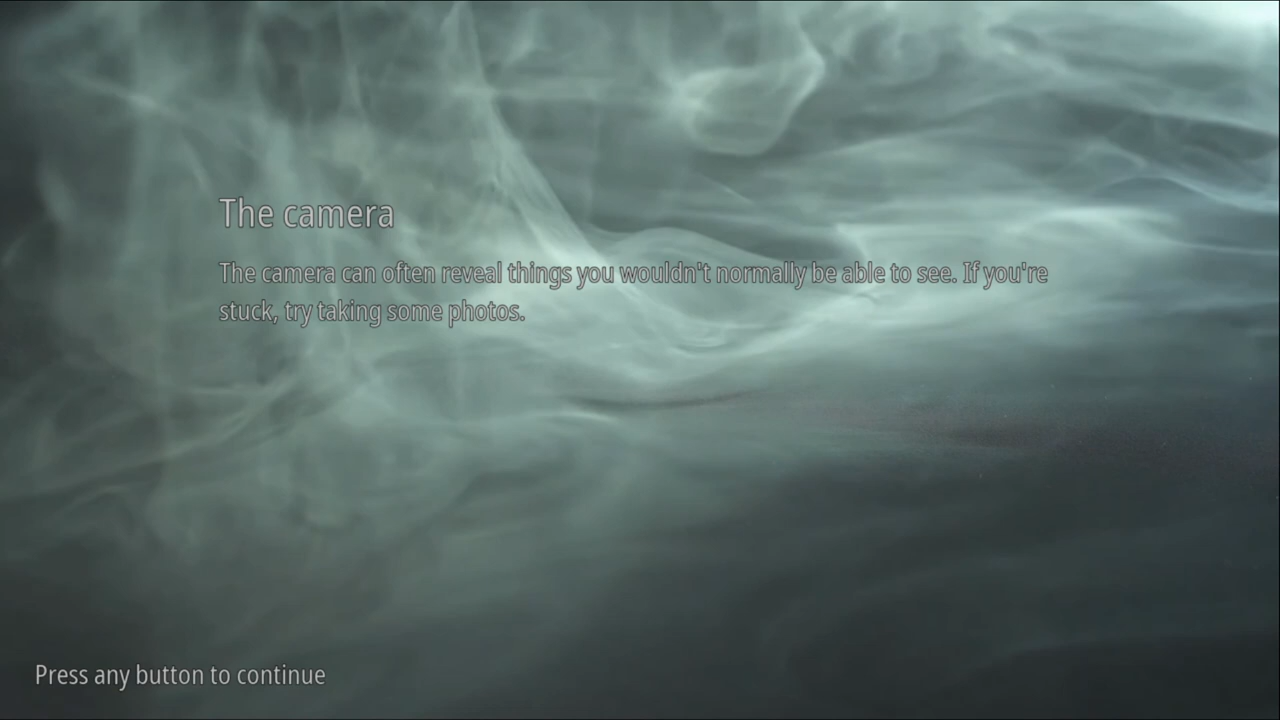 The camera
The camera can often reveal things you wouldn't normally be able to see. If you're
stuck, try taking some photos.
Press any button to continue